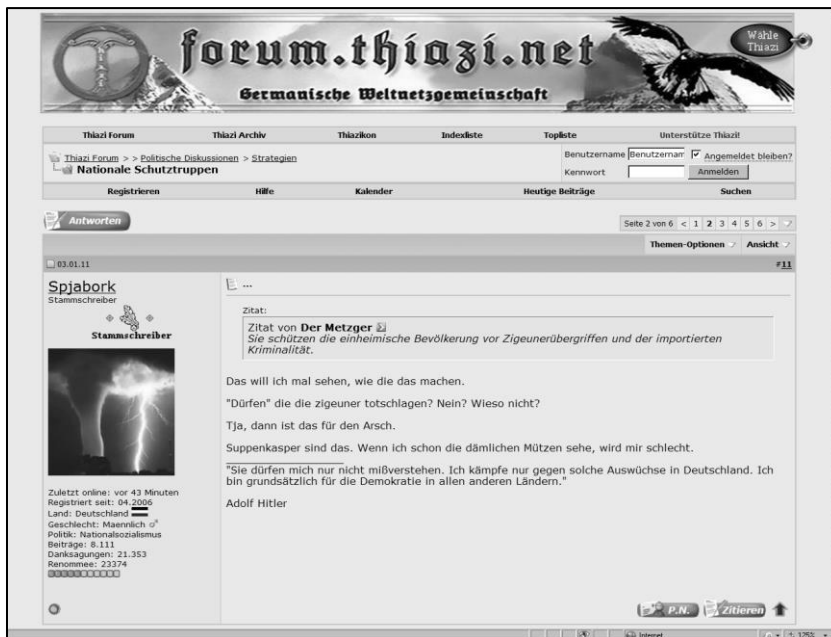 forum.thiazi.net
Germanische Weltnetzgemeinschaft
Wähle
Thiazi
THIAZI
Thiazi Forum Thiazi Archiv Thiazikon Indexliste Topliste Unterstütze Thiazi!
Thiazi Forum > > Politische Diskussionen > Strategien
Nationale Schutztruppen
Benutzername Benutzernam Angemeldet bleiben?
Kennwort Anmelden
Registrieren Hilfe Kalender Heutige Beiträge Suchen
Antworten
Seite 2 von 6 < 1 2 3 4 5 6 >
Themen-Optionen Ansicht
03.01.11 #11
Spjabork
Stammschreiber
Stammschreiber
Zuletzt online: vor 43 Minuten
Registriert seit: 04.2006
Land: Deutschland
Geschlecht: Maennlich ♂
Politik: Nationalsozialismus
Beiträge: 8.111
Danksagungen: 21.353
Renommee: 23374
...
Zitat:
Zitat von Der Metzger
Sie schützen die einheimische Bevölkerung vor Zigeunerübergriffen und der importierten
Kriminalität.
Das will ich mal sehen, wie die das machen.
"Dürfen" die die zigeuner totschlagen? Nein? Wieso nicht?
Tja, dann ist das für den Arsch.
Suppenkasper sind das. Wenn ich schon die dämlichen Mützen sehe, wird mir schlecht.
"Sie dürfen mich nur nicht mißverstehen. Ich kämpfe nur gegen solche Auswüchse in Deutschland. Ich
bin grundsätzlich für die Demokratie in allen anderen Ländern."
Adolf Hitler
P.N. Zitieren
Internet 125%